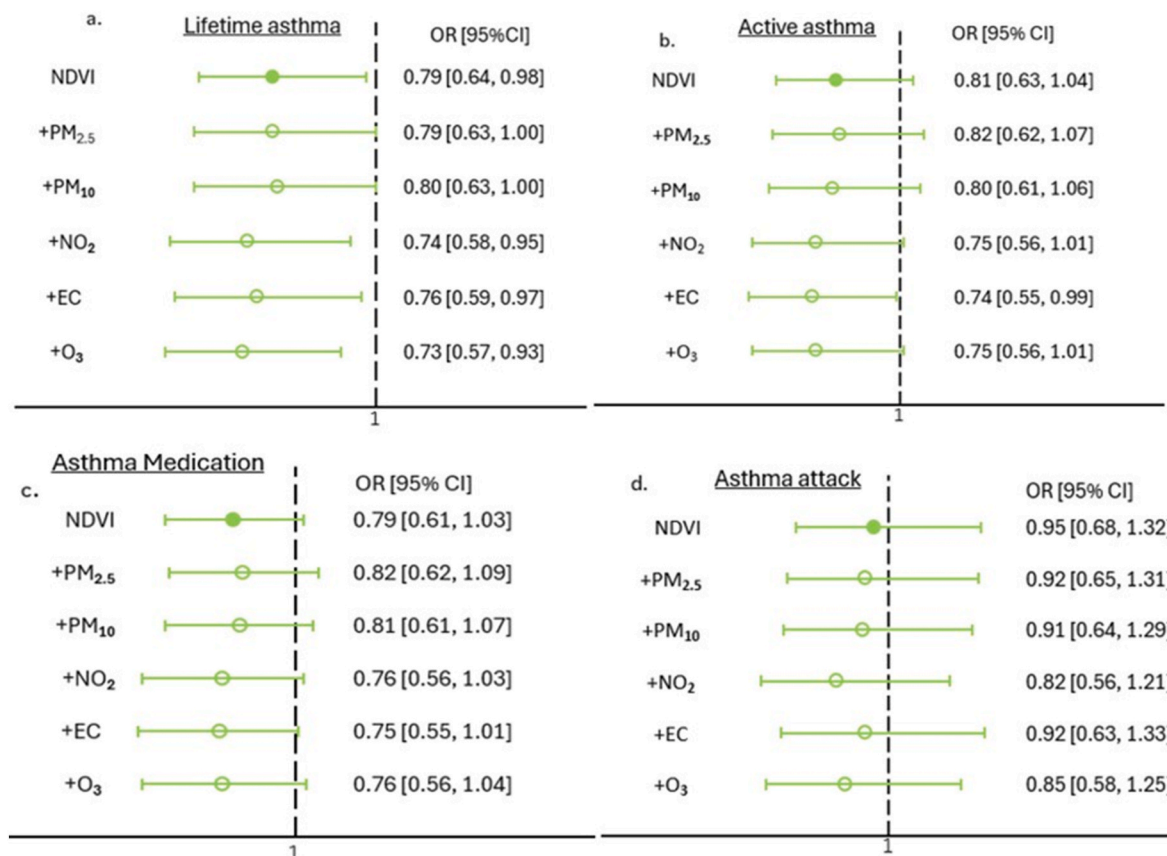 a.
Lifetime asthma
OR [95%CI]
NDVI 0.79 [0.64, 0.98]
+PM2.5 0.79 [0.63, 1.00]
+PM10 0.80 [0.63, 1.00]
+NO2 0.74 [0.58, 0.95]
+EC 0.76 [0.59, 0.97]
+O3 0.73 [0.57, 0.93]
1
b.
Active asthma
OR [95% CI]
NDVI 0.81 [0.63, 1.04]
+PM2.5 0.82 [0.62, 1.07]
+PM10 0.80 [0.61, 1.06]
+NO2 0.75 [0.56, 1.01]
+EC 0.74 [0.55, 0.99]
+O3 0.75 [0.56, 1.01]
1
Asthma Medication
c.
OR [95% CI]
NDVI 0.79 [0.61, 1.03]
+PM2.5 0.82 [0.62, 1.09]
+PM10 0.81 [0.61, 1.07]
+NO2 0.76 [0.56, 1.03]
+EC 0.75 [0.55, 1.01]
+O3 0.76 [0.56, 1.04]
1
d.
Asthma attack
OR [95% CI]
NDVI 0.95 [0.68, 1.32]
+PM2.5 0.92 [0.65, 1.31]
+PM10 0.91 [0.64, 1.29]
+NO2 0.82 [0.56, 1.21]
+EC 0.92 [0.63, 1.33]
+O3 0.85 [0.58, 1.25]
1